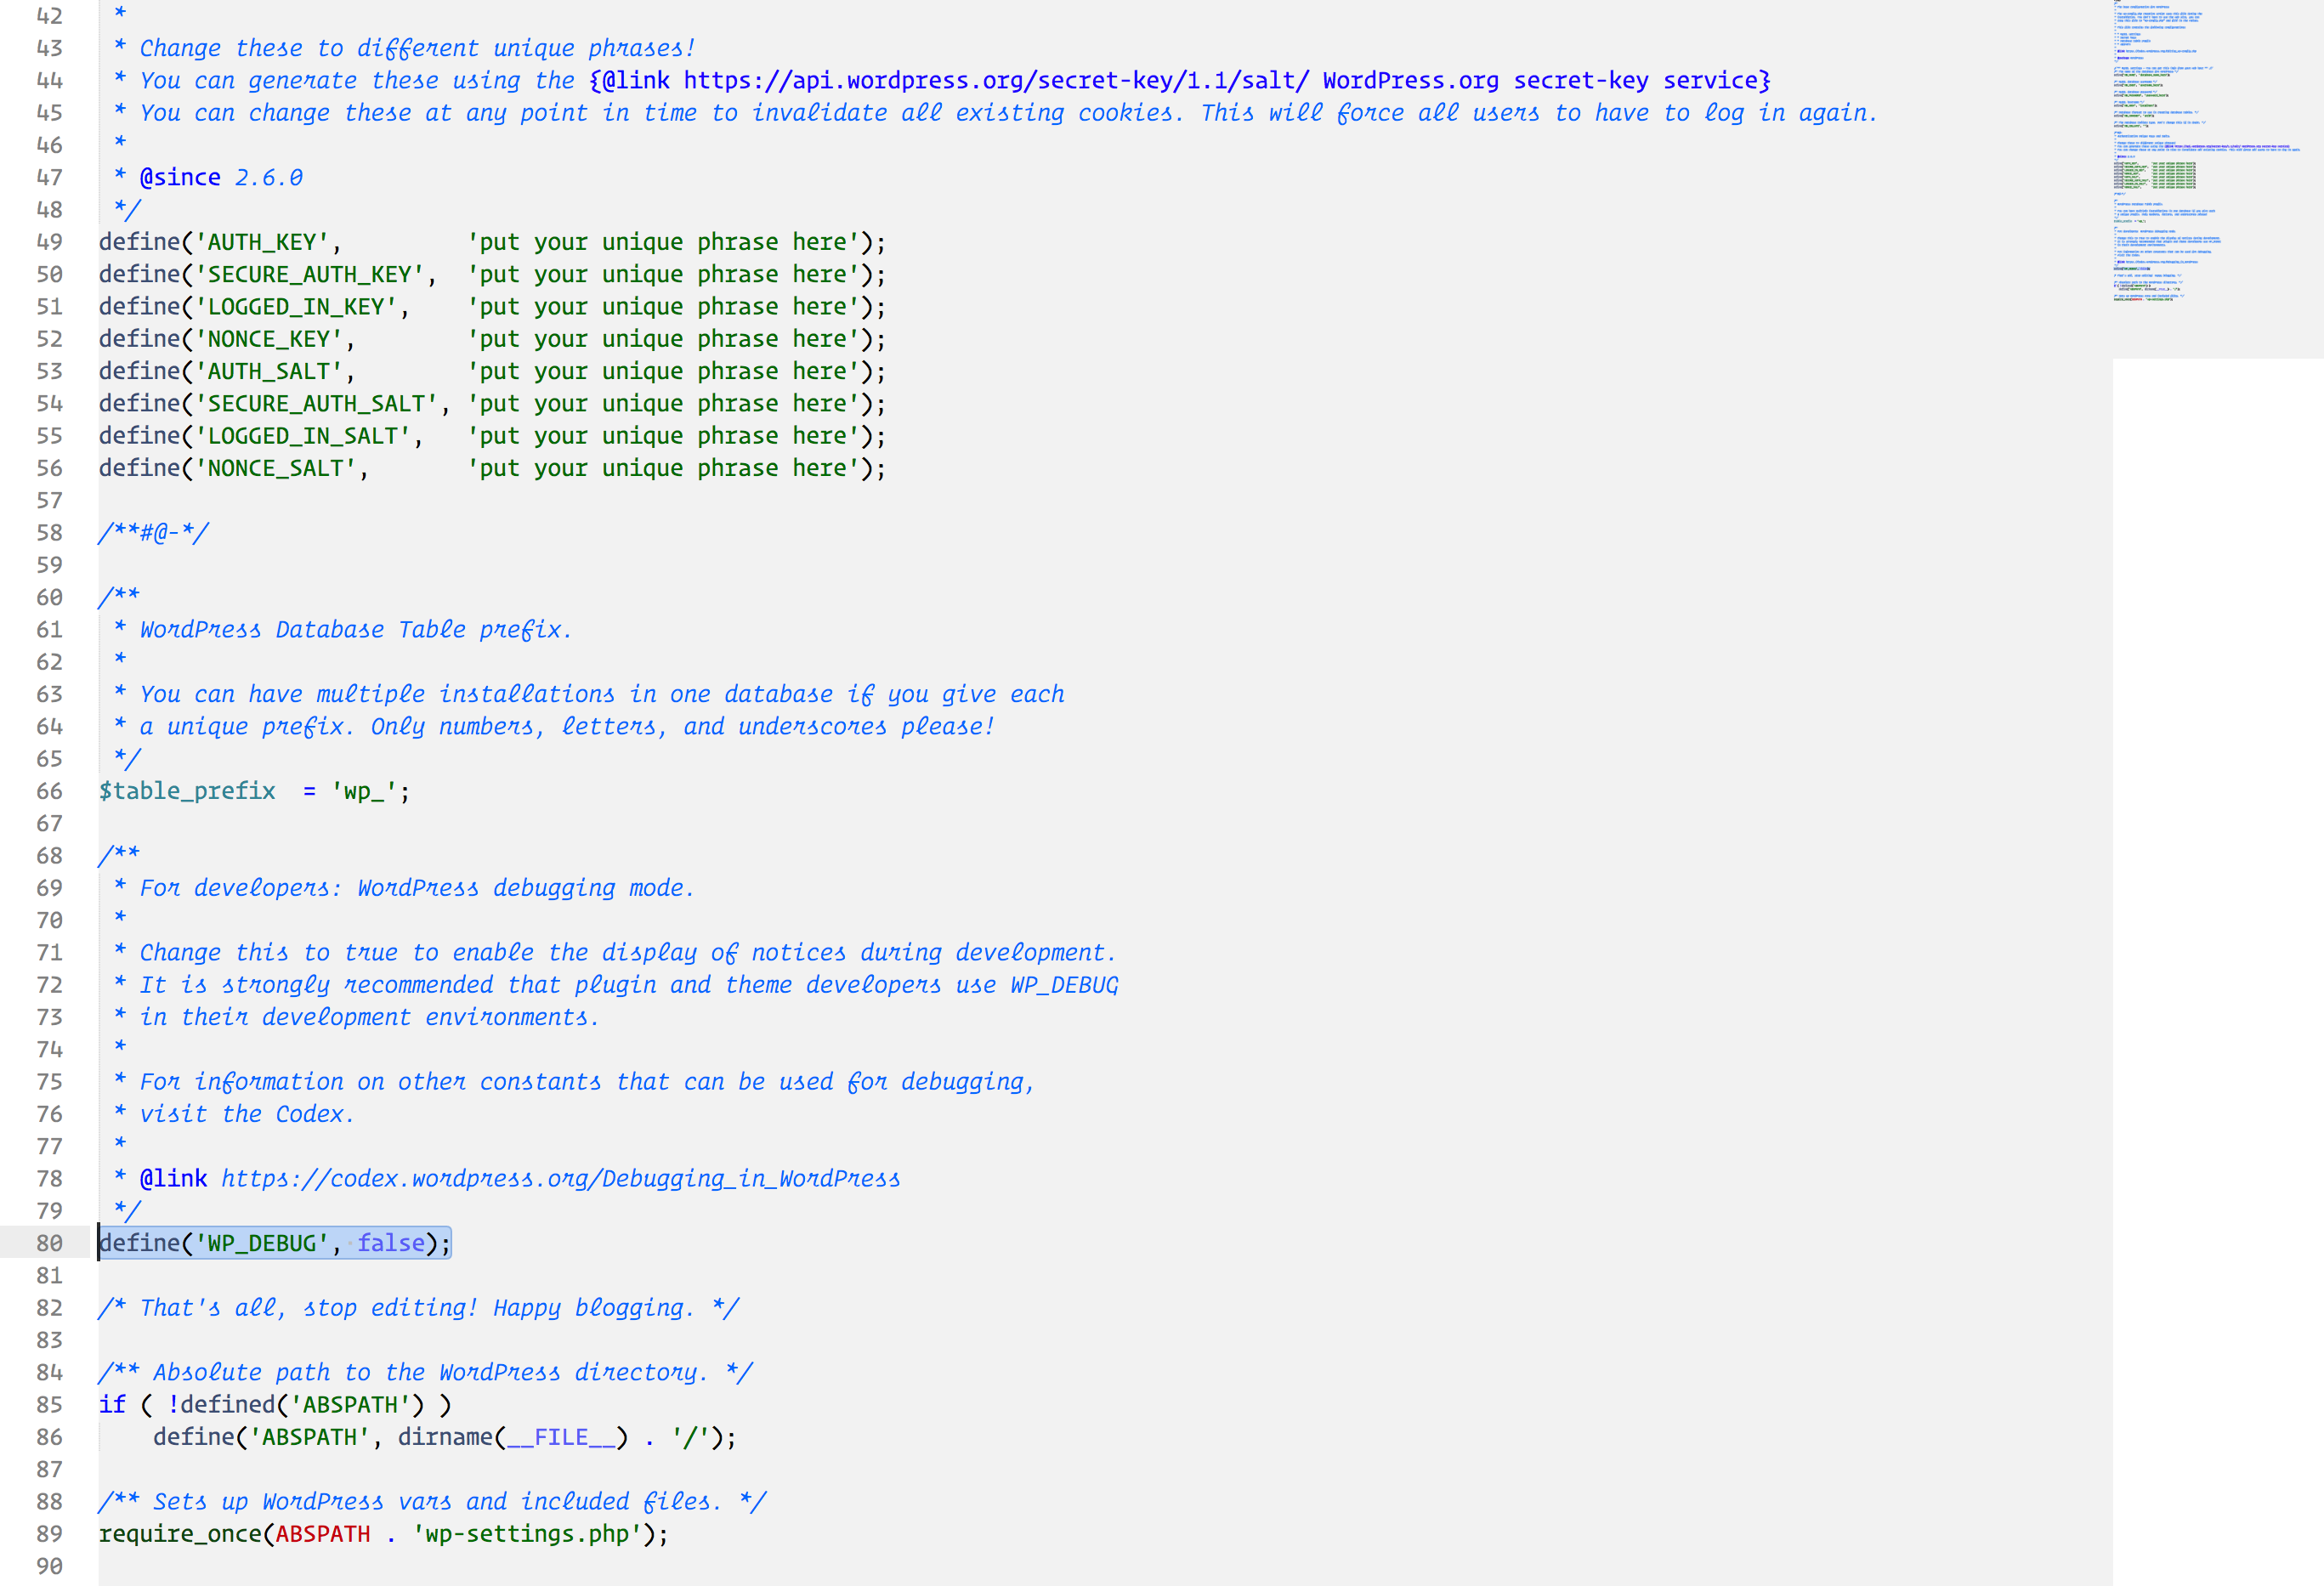 42 *
43 * Change these to different unique phrases!
44 * You can generate these using the {@link https://api.wordpress.org/secret-key/1.1/salt/ WordPress.org secret-key service}
45 * You can change these at any point in time to invalidate all existing cookies. This will force all users to have to log in again.
46 *
47 * @since 2.6.0
48 */
49 define('AUTH_KEY',         'put your unique phrase here');
50 define('SECURE_AUTH_KEY',  'put your unique phrase here');
51 define('LOGGED_IN_KEY',    'put your unique phrase here');
52 define('NONCE_KEY',        'put your unique phrase here');
53 define('AUTH_SALT',        'put your unique phrase here');
54 define('SECURE_AUTH_SALT', 'put your unique phrase here');
55 define('LOGGED_IN_SALT',   'put your unique phrase here');
56 define('NONCE_SALT',       'put your unique phrase here');
57
58 /**#@-*/
59
60 /**
61 * WordPress Database Table prefix.
62 *
63 * You can have multiple installations in one database if you give each
64 * a unique prefix. Only numbers, letters, and underscores please!
65 */
66 $table_prefix  = 'wp_';
67
68 /**
69 * For developers: WordPress debugging mode.
70 *
71 * Change this to true to enable the display of notices during development.
72 * It is strongly recommended that plugin and theme developers use WP_DEBUG
73 * in their development environments.
74 *
75 * For information on other constants that can be used for debugging,
76 * visit the Codex.
77 *
78 * @link https://codex.wordpress.org/Debugging_in_WordPress
79 */
80 define('WP_DEBUG', false);
81
82 /* That's all, stop editing! Happy blogging. */
83
84 /** Absolute path to the WordPress directory. */
85 if ( !defined('ABSPATH') )
86     define('ABSPATH', dirname(__FILE__) . '/');
87
88 /** Sets up WordPress vars and included files. */
89 require_once(ABSPATH . 'wp-settings.php');
90